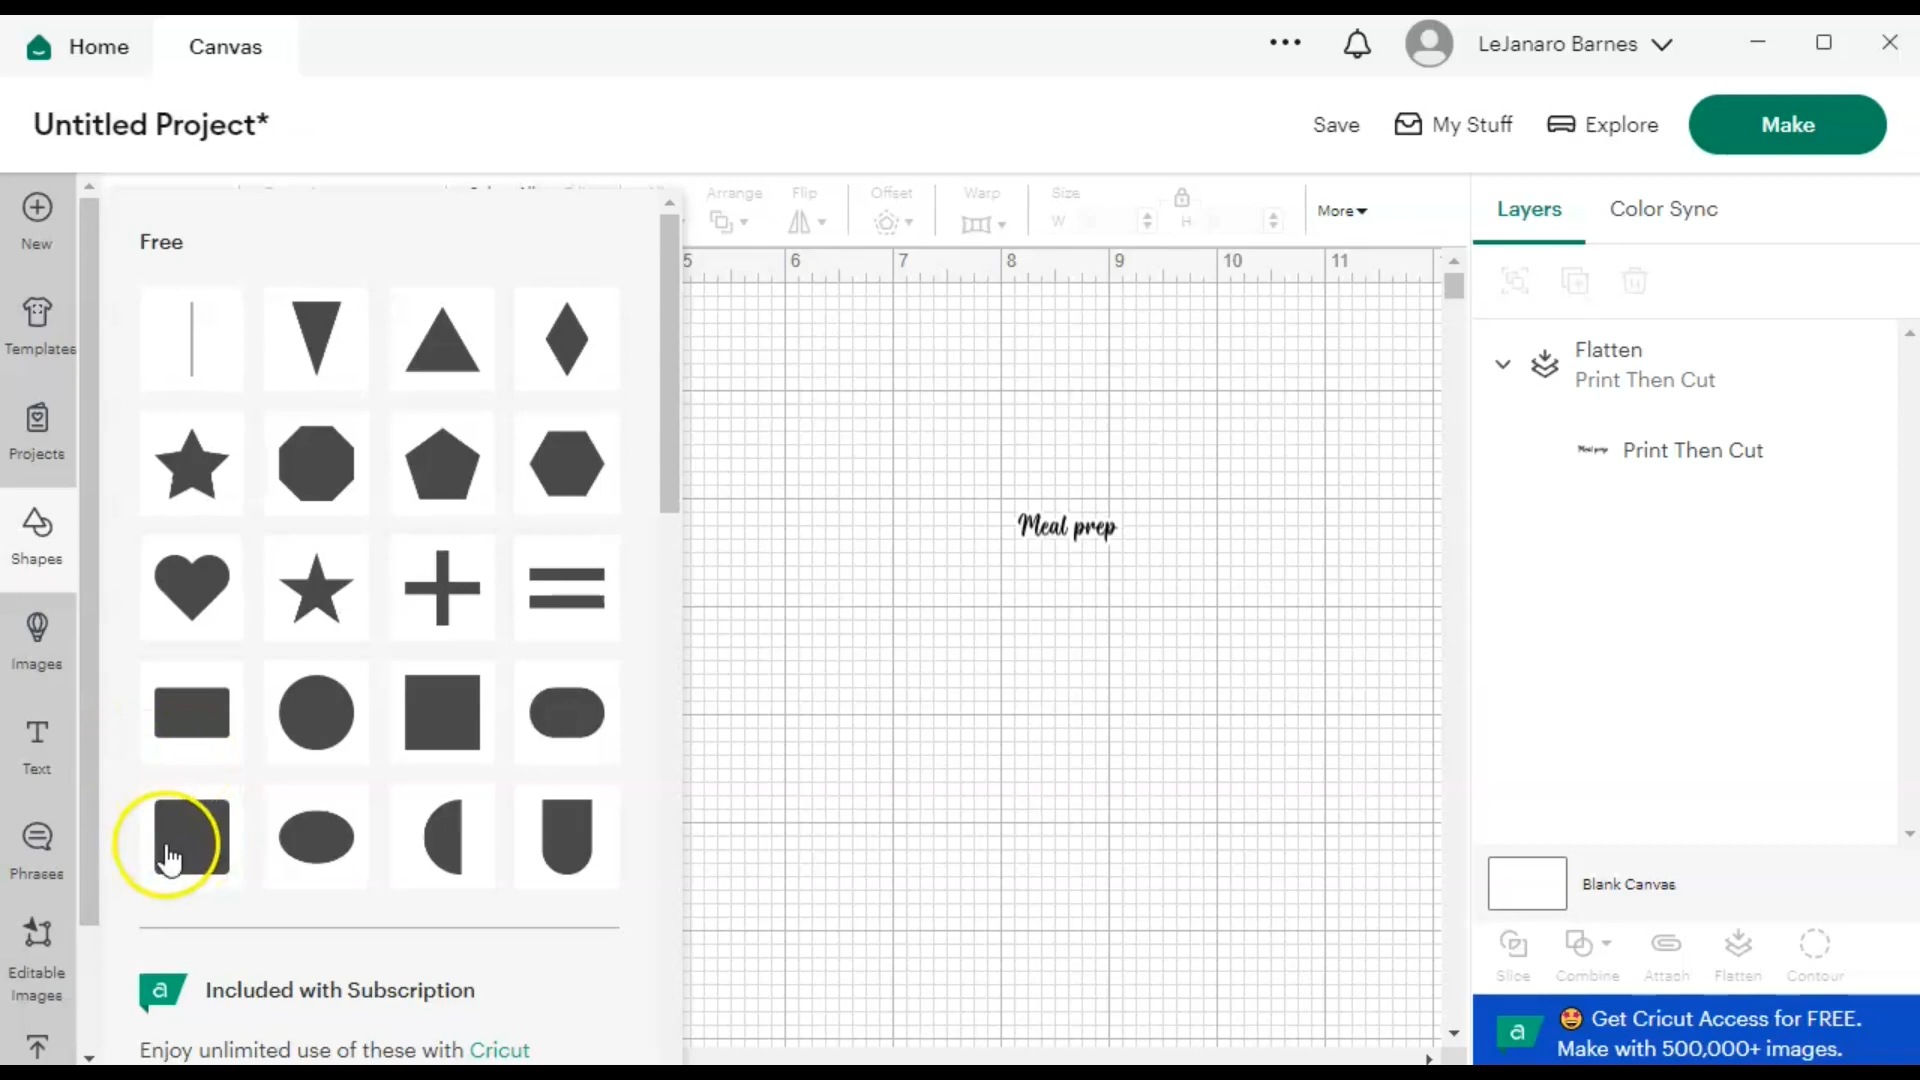 Home
Canvas
LeJanaro Barnes
Untitled Project*
Save
My Stuff
Explore
Make
New
Templates
Projects
Shapes
Images
Text
Phrases
Editable
Images
Free
a
Included with Subscription
Enjoy unlimited use of these with Cricut
Arrange
Flip
Offset
Warp
Size
W
H
More
5 6 7 8 9 10 11
Meal prep
Layers
Color Sync
Flatten
Print Then Cut
Meal prep
Print Then Cut
Blank Canvas
Slice
Combine
Attach
Flatten
Contour
a
Get Cricut Access for FREE.
Make with 500,000+ images.